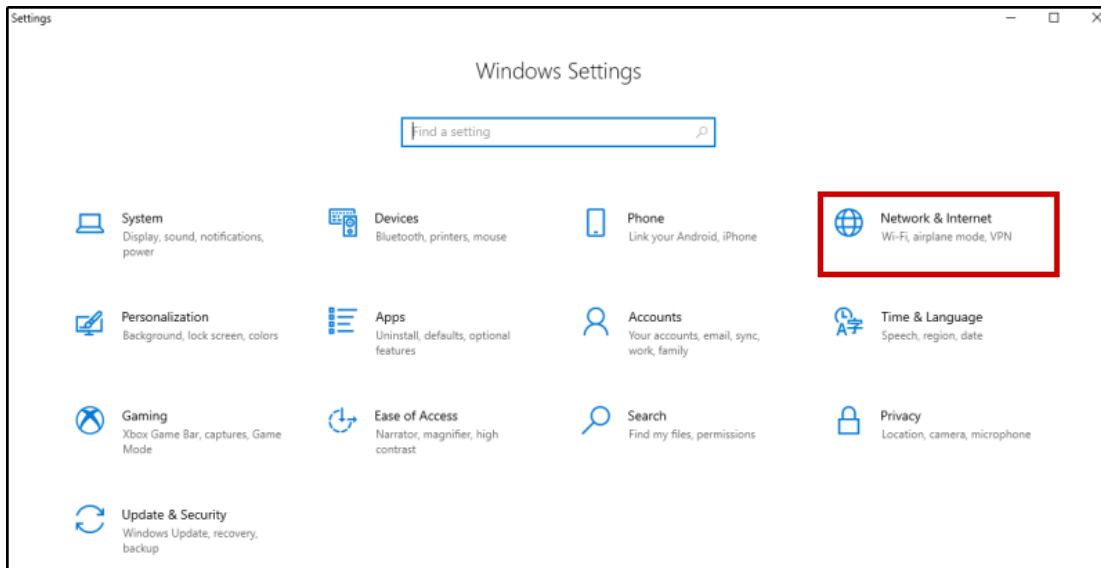 Settings
Windows Settings
Find a setting
System
Display, sound, notifications,
power
Devices
Bluetooth, printers, mouse
Phone
Link your Android, iPhone
Network & Internet
Wi-Fi, airplane mode, VPN
Personalization
Background, lock screen, colors
Apps
Uninstall, defaults, optional
features
Accounts
Your accounts, email, sync,
work, family
Time & Language
Speech, region, date
Gaming
Xbox Game Bar, captures, Game
Mode
Ease of Access
Narrator, magnifier, high
contrast
Search
Find my files, permissions
Privacy
Location, camera, microphone
Update & Security
Windows Update, recovery,
backup